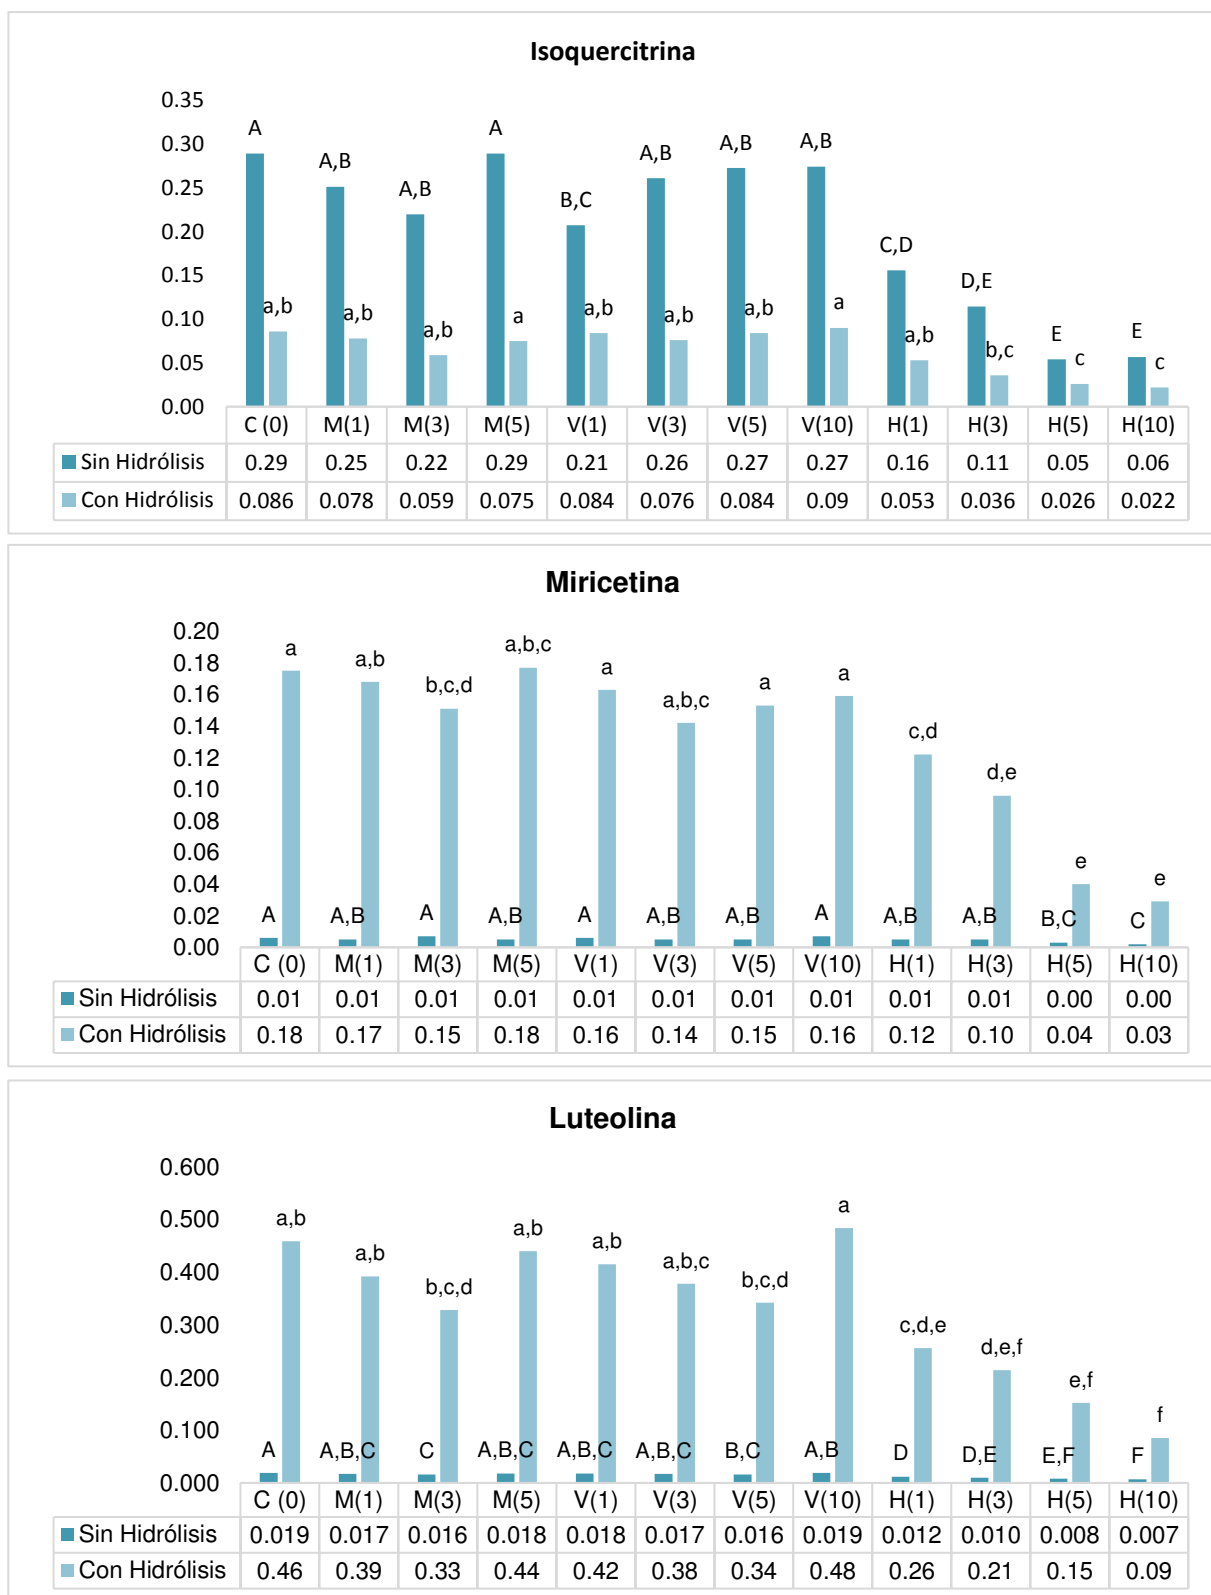 Isoquercitrina
0.35
0.30
0.25
0.20
0.15
0.10
0.05
0.00
A A,B A,B A B,C A,B A,B A,B C,D D,E E E
a,b a,b a,b a a,b a,b a,b a a,b b,c c c
C (0) M(1) M(3) M(5) V(1) V(3) V(5) V(10) H(1) H(3) H(5) H(10)
Sin Hidrólisis 0.29 0.25 0.22 0.29 0.21 0.26 0.27 0.27 0.16 0.11 0.05 0.06
Con Hidrólisis 0.086 0.078 0.059 0.075 0.084 0.076 0.084 0.09 0.053 0.036 0.026 0.022
Miricetina
0.20
0.18
0.16
0.14
0.12
0.10
0.08
0.06
0.04
0.02
0.00
a a,b b,c,d a,b,c a a,b,c a a c,d d,e e e
A A,B A A,B A A,B A,B A A,B A,B B,C C
C (0) M(1) M(3) M(5) V(1) V(3) V(5) V(10) H(1) H(3) H(5) H(10)
Sin Hidrólisis 0.01 0.01 0.01 0.01 0.01 0.01 0.01 0.01 0.01 0.01 0.00 0.00
Con Hidrólisis 0.18 0.17 0.15 0.18 0.16 0.14 0.15 0.16 0.12 0.10 0.04 0.03
Luteolina
0.600
0.500
0.400
0.300
0.200
0.100
0.000
a,b a,b b,c,d a,b a,b a,b,c b,c,d a c,d,e d,e,f e,f f
A A,B,C C A,B,C A,B,C A,B,C B,C A,B D D,E E,F F
C (0) M(1) M(3) M(5) V(1) V(3) V(5) V(10) H(1) H(3) H(5) H(10)
Sin Hidrólisis 0.019 0.017 0.016 0.018 0.018 0.017 0.016 0.019 0.012 0.010 0.008 0.007
Con Hidrólisis 0.46 0.39 0.33 0.44 0.42 0.38 0.34 0.48 0.26 0.21 0.15 0.09